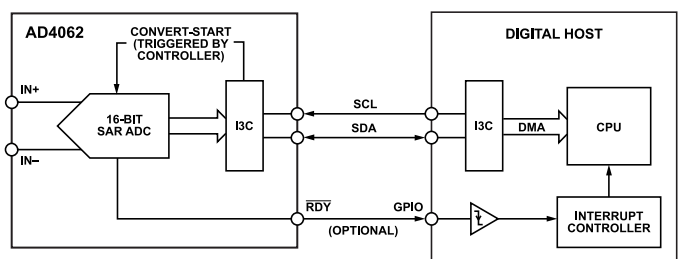 AD4062
CONVERT-START
(TRIGGERED BY
CONTROLLER)
IN+
IN–
16-BIT
SAR ADC
I3C
SCL
SDA
RDY
(OPTIONAL)
GPIO
DIGITAL HOST
I3C
DMA
CPU
INTERRUPT
CONTROLLER